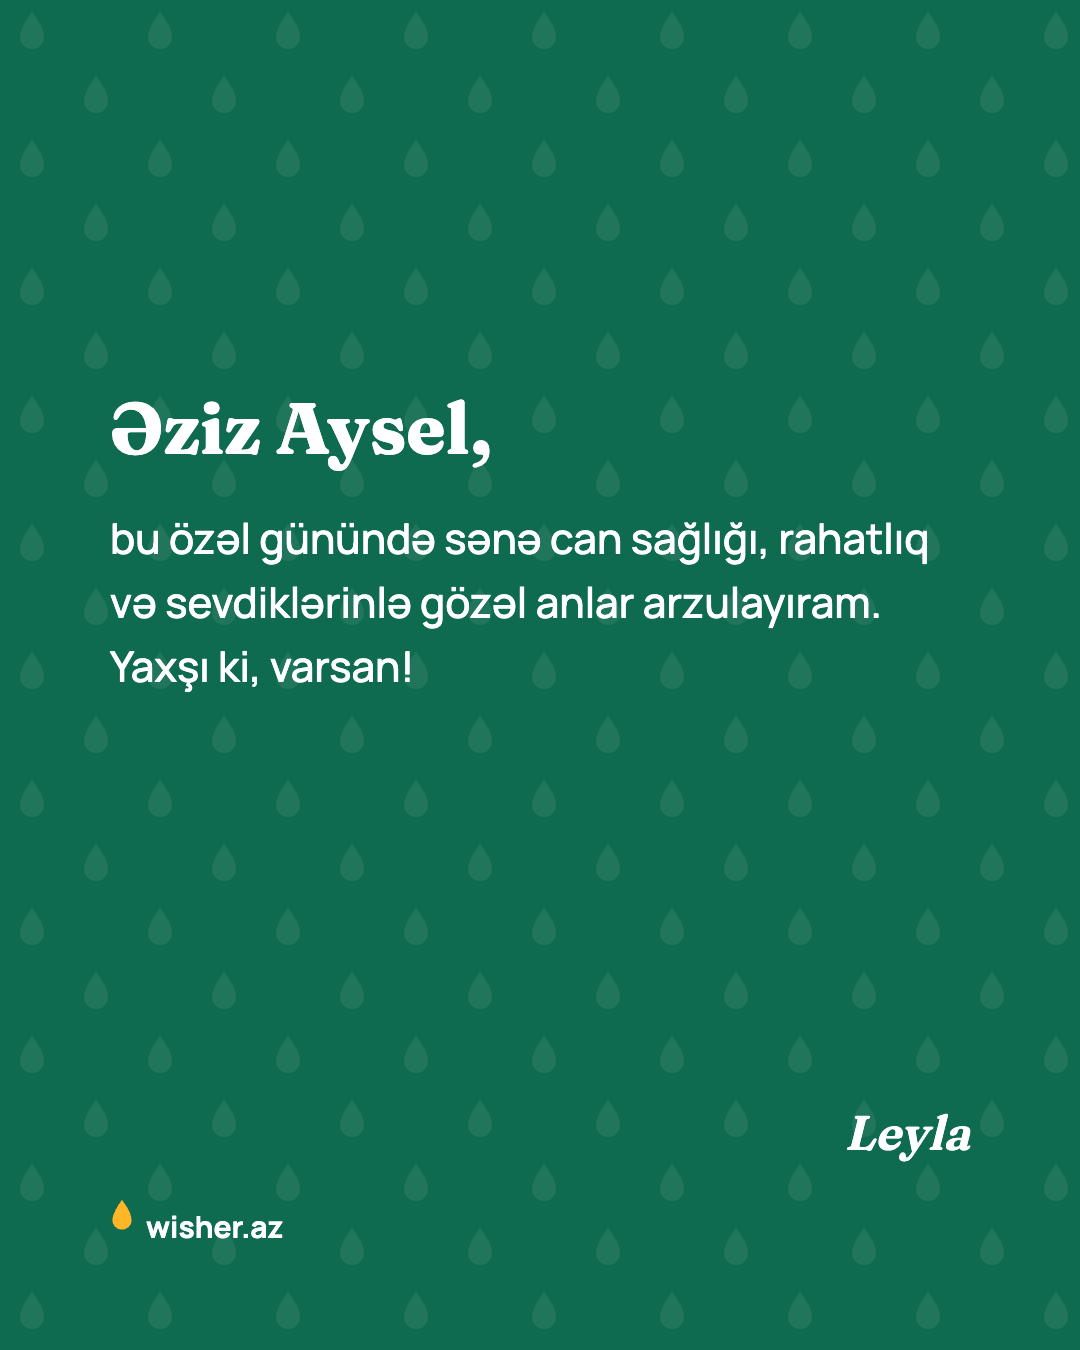 Əziz Aysel,
bu özəl günündə sənə can sağlığı, rahatlıq
və sevdiklərinlə gözəl anlar arzulayıram.
Yaxşı ki, varsan!
Leyla
wisher.az